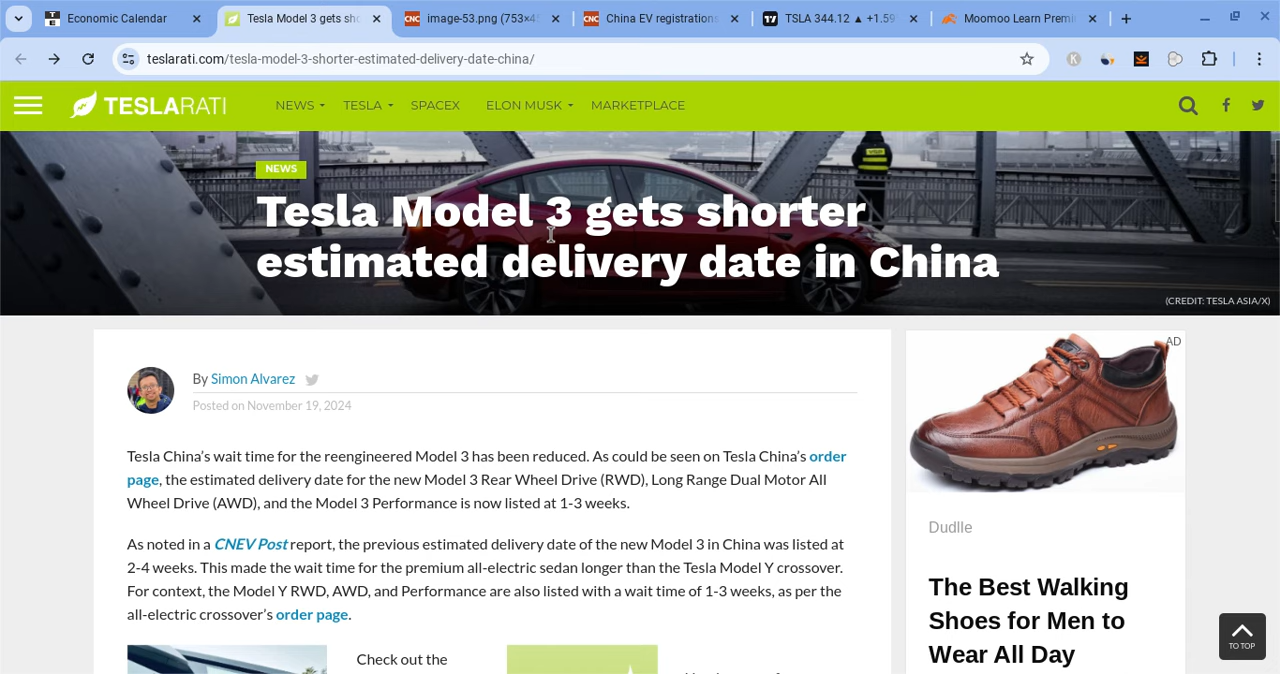 Economic Calendar
Tesla Model 3 gets sho
image-53.png (753×4
China EV registrations
TSLA 344.12 ▲ +1.59
Moomoo Learn Premi
teslarati.com/tesla-model-3-shorter-estimated-delivery-date-china/
TESLARATI
NEWS
TESLA
SPACEX
ELON MUSK
MARKETPLACE
NEWS
Tesla Model 3 gets shorter
estimated delivery date in China
(CREDIT: TESLA ASIA/X)
By Simon Alvarez
Posted on November 19, 2024
Tesla China’s wait time for the reengineered Model 3 has been reduced. As could be seen on Tesla China’s order
page, the estimated delivery date for the new Model 3 Rear Wheel Drive (RWD), Long Range Dual Motor All
Wheel Drive (AWD), and the Model 3 Performance is now listed at 1-3 weeks.
As noted in a CNEV Post report, the previous estimated delivery date of the new Model 3 in China was listed at
2-4 weeks. This made the wait time for the premium all-electric sedan longer than the Tesla Model Y crossover.
For context, the Model Y RWD, AWD, and Performance are also listed with a wait time of 1-3 weeks, as per the
all-electric crossover’s order page.
Check out the
AD
Dudlle
The Best Walking
Shoes for Men to
Wear All Day
TO TOP